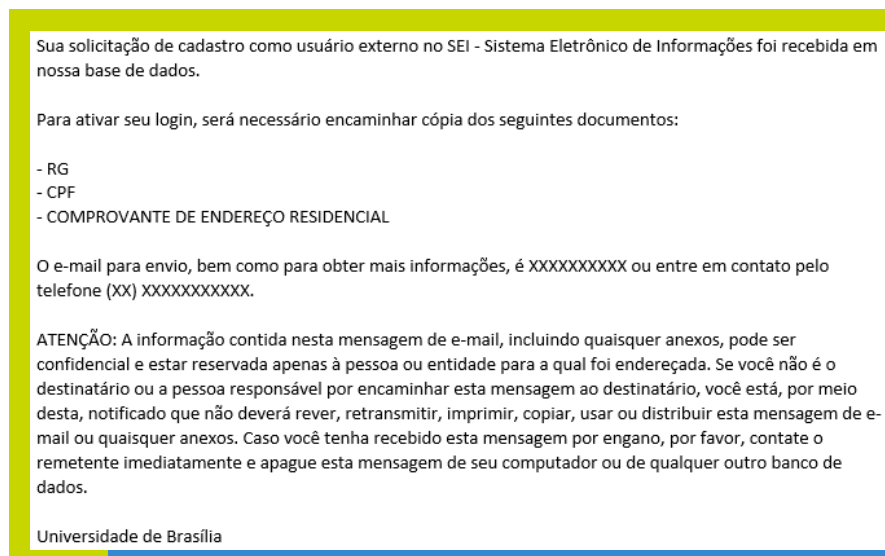 Sua solicitação de cadastro como usuário externo no SEI - Sistema Eletrônico de Informações foi recebida em
nossa base de dados.
Para ativar seu login, será necessário encaminhar cópia dos seguintes documentos:
- RG
- CPF
- COMPROVANTE DE ENDEREÇO RESIDENCIAL
O e-mail para envio, bem como para obter mais informações, é XXXXXXXXXX ou entre em contato pelo
telefone (XX) XXXXXXXXXXX.
ATENÇÃO: A informação contida nesta mensagem de e-mail, incluindo quaisquer anexos, pode ser
confidencial e estar reservada apenas à pessoa ou entidade para a qual foi endereçada. Se você não é o
destinatário ou a pessoa responsável por encaminhar esta mensagem ao destinatário, você está, por meio
desta, notificado que não deverá rever, retransmitir, imprimir, copiar, usar ou distribuir esta mensagem de e-
mail ou quaisquer anexos. Caso você tenha recebido esta mensagem por engano, por favor, contate o
remetente imediatamente e apague esta mensagem de seu computador ou de qualquer outro banco de
dados.
Universidade de Brasília